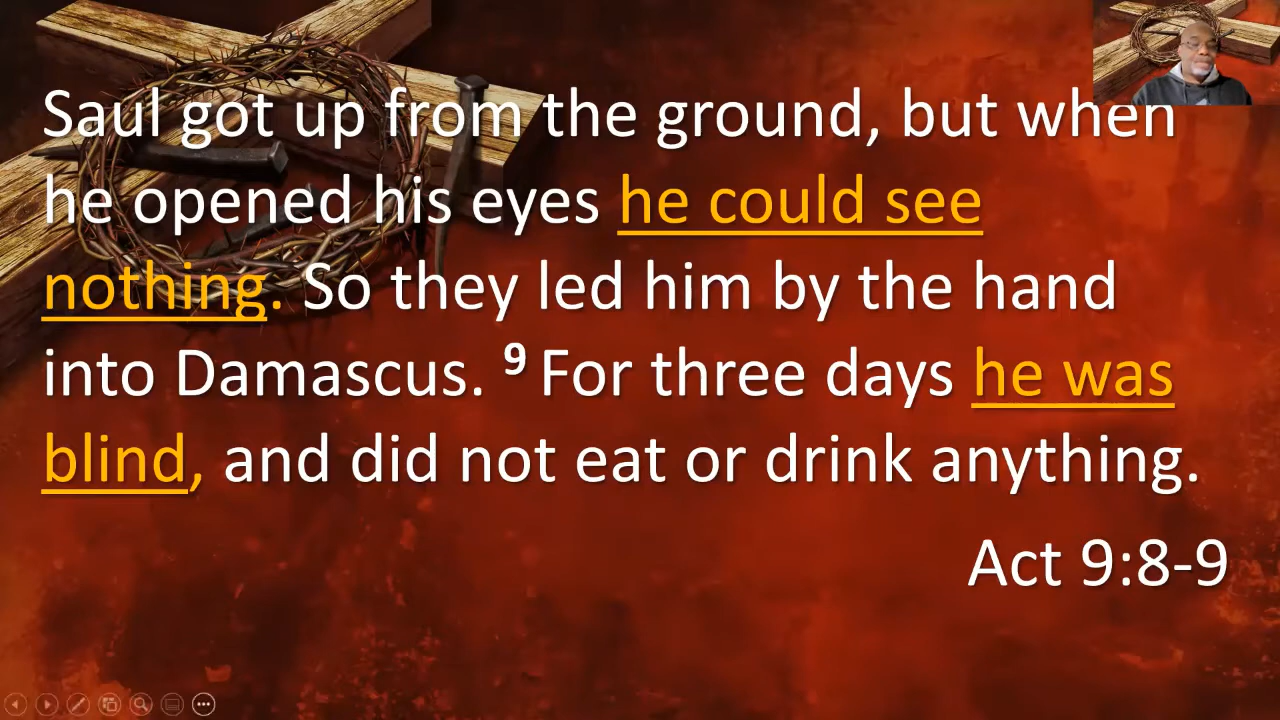 Saul got up from the ground, but when
he opened his eyes he could see
nothing. So they led him by the hand
into Damascus. 9 For three days he was
blind, and did not eat or drink anything.
Act 9:8-9